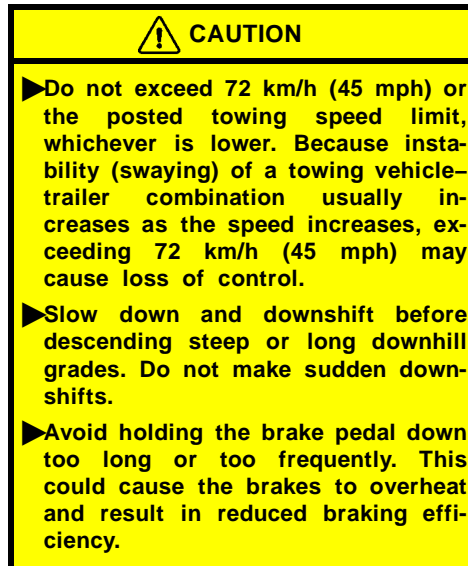 CAUTION
▶Do not exceed 72 km/h (45 mph) or
the posted towing speed limit,
whichever is lower. Because insta-
bility (swaying) of a towing vehicle–
trailer combination usually in-
creases as the speed increases, ex-
ceeding 72 km/h (45 mph) may
cause loss of control.
▶Slow down and downshift before
descending steep or long downhill
grades. Do not make sudden down-
shifts.
▶Avoid holding the brake pedal down
too long or too frequently. This
could cause the brakes to overheat
and result in reduced braking effi-
ciency.